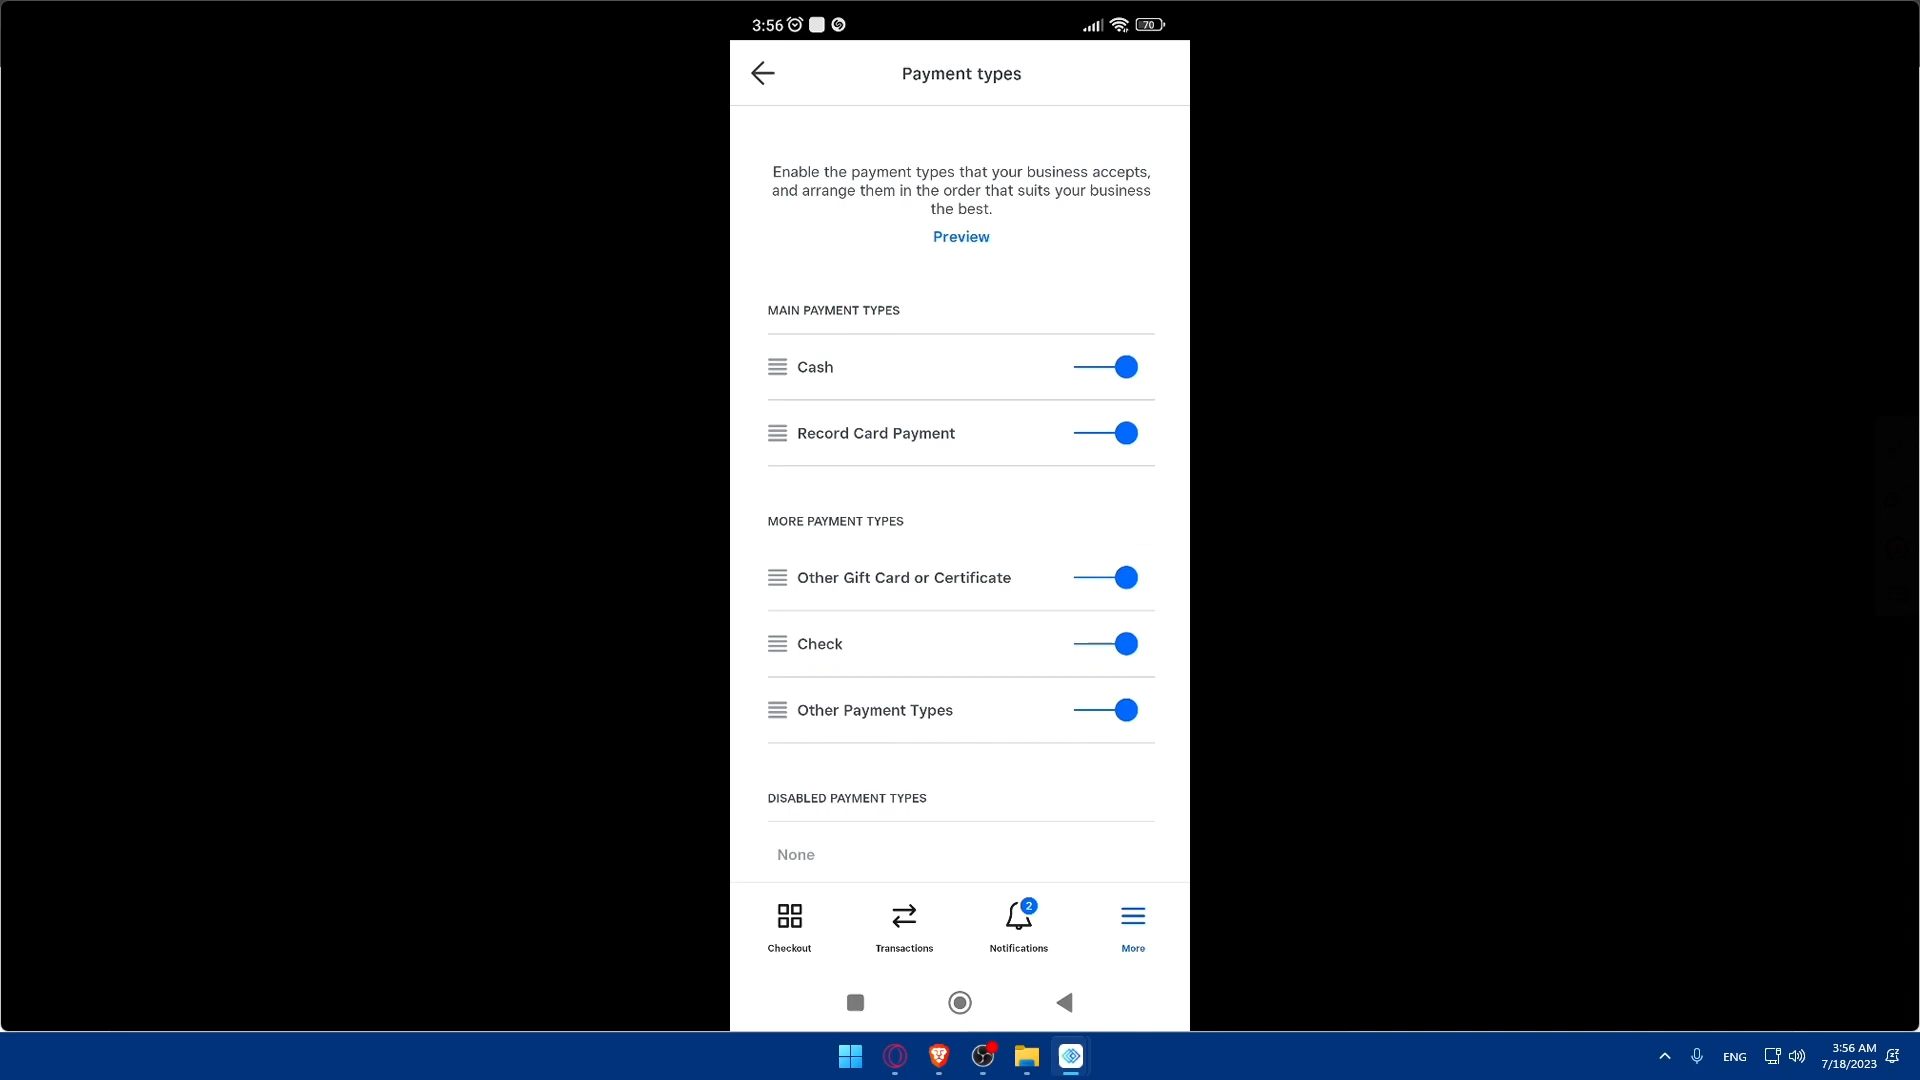 3:56
70
Payment types
Enable the payment types that your business accepts,
and arrange them in the order that suits your business
the best.
Preview
MAIN PAYMENT TYPES
Cash
Record Card Payment
MORE PAYMENT TYPES
Other Gift Card or Certificate
Check
Other Payment Types
DISABLED PAYMENT TYPES
None
2
Checkout
Transactions
Notifications
More
ENG
3:56 AM
7/18/2023